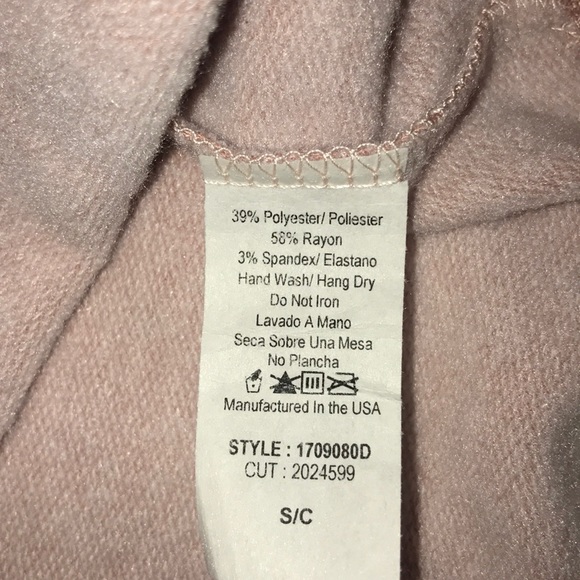 39% Polyester/ Poliester
58% Rayon
3% Spandex/ Elastano
Hand Wash/ Hang Dry
Do Not Iron
Lavado A Mano
Seca Sobre Una Mesa
No Plancha
Manufactured In the USA
STYLE : 1709080D
CUT : 2024599
S/C